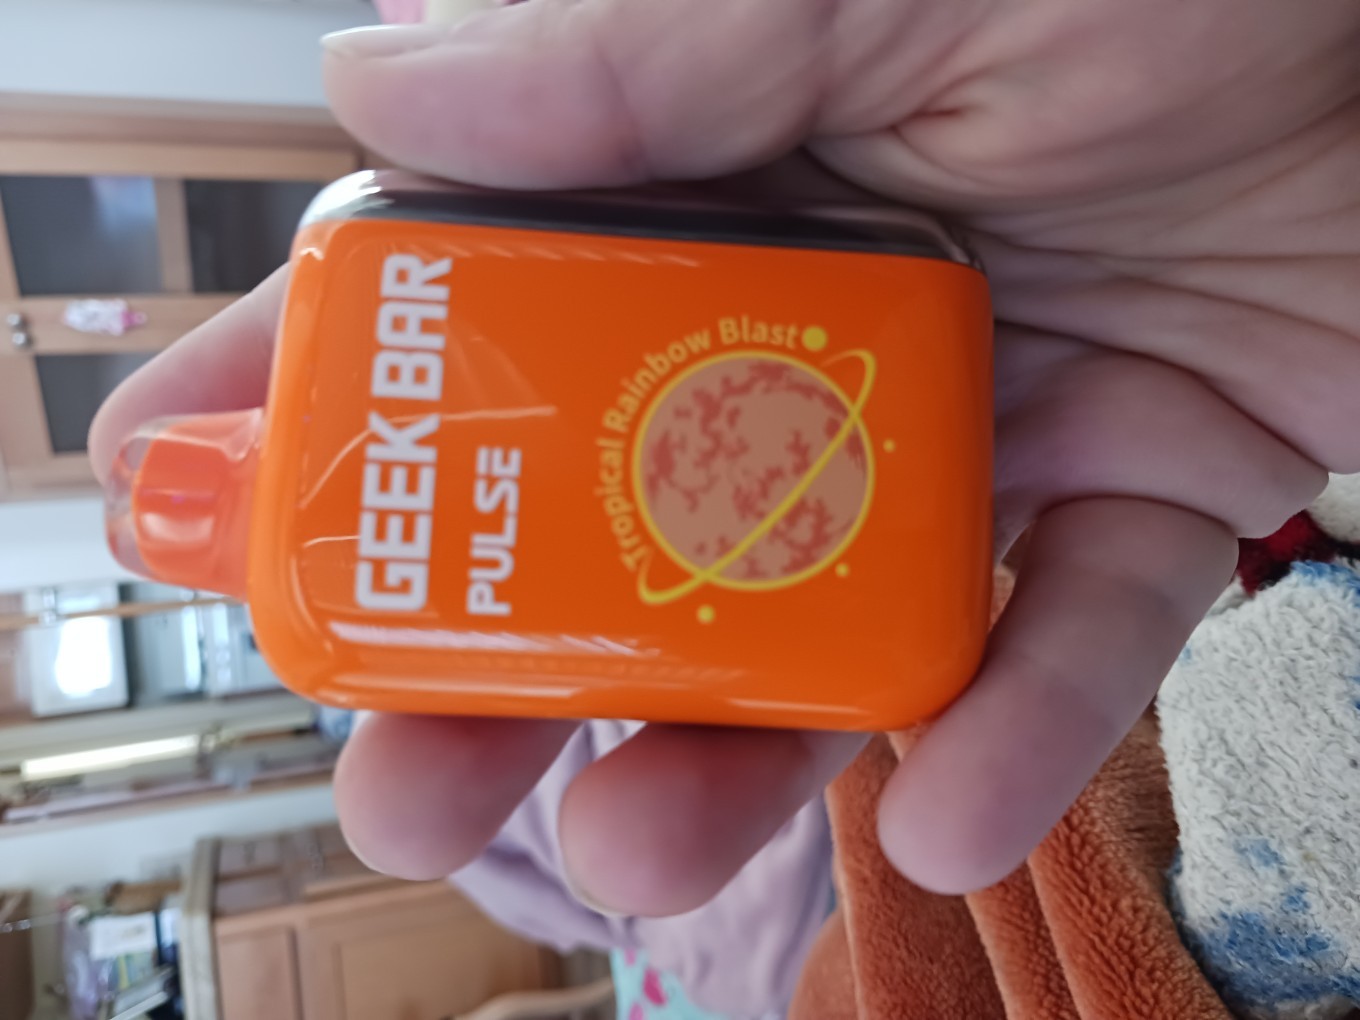 GEEK BAR
PULSE
Tropical Rainbow Blast